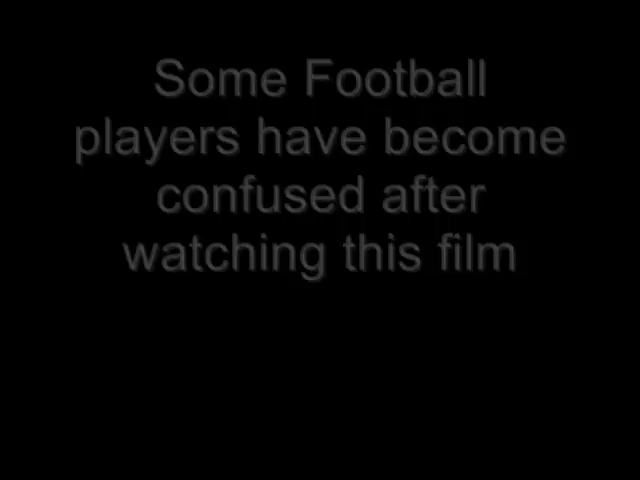 Some Football
players have become
confused after
watching this film